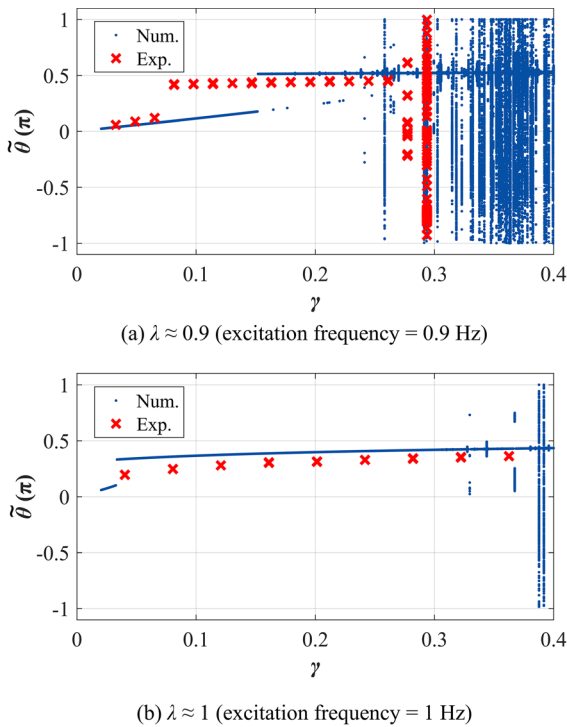 1
Num.
Exp.
0.5
θ̃ (π)
0
-0.5
-1
0 0.1 0.2 0.3 0.4
γ
(a) λ ≈ 0.9 (excitation frequency = 0.9 Hz)
1
Num.
Exp.
0.5
θ̃ (π)
0
0.5
-1
0 0.1 0.2 0.3 0.4
γ
(b) λ ≈ 1 (excitation frequency = 1 Hz)